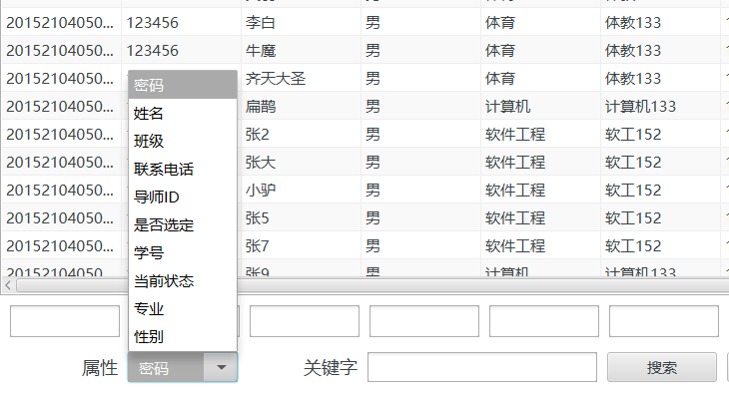 20152104050... 123456 李白 男 体育 体教133
20152104050... 123456 牛魔 男 体育 体教133
20152104050... 齐天大圣 男 体育 体教133
20152104050... 扁鹊 男 计算机 计算机133
20152104050... 张2 男 软件工程 软工152
20152104050... 张大 男 软件工程 软工152
20152104050... 小驴 男 软件工程 软工152
20152104050... 张5 男 软件工程 软工152
20152104050... 张7 男 软件工程 软工152
20152104050... 张9 男 计算机 计算机133
密码
姓名
班级
联系电话
导师ID
是否选定
学号
当前状态
专业
性别
属性 密码 关键字 搜索